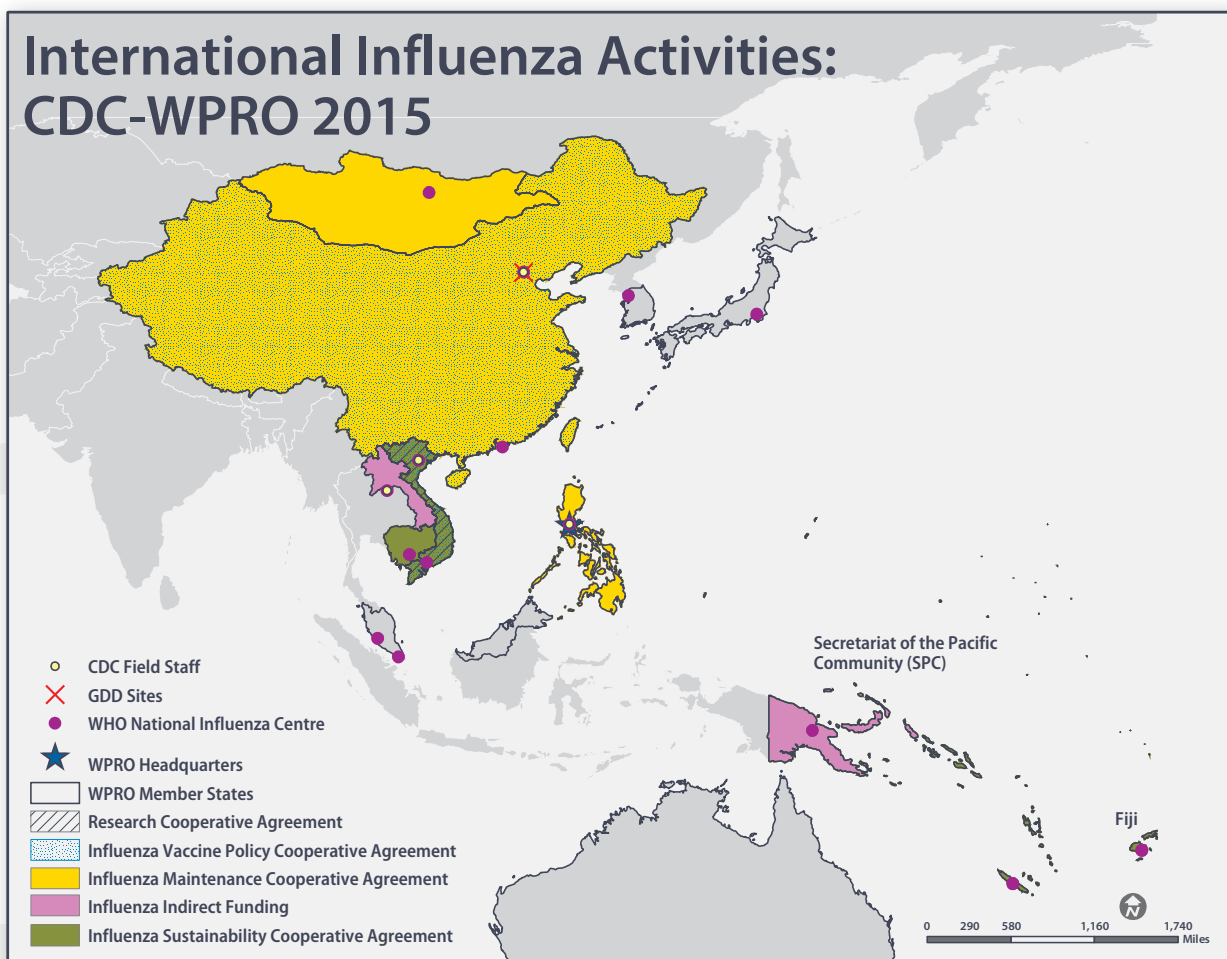 International Influenza Activities:
CDC-WPRO 2015
Secretariat of the Pacific
Community (SPC)
Fiji
CDC Field Staff
GDD Sites
WHO National Influenza Centre
WPRO Headquarters
WPRO Member States
Research Cooperative Agreement
Influenza Vaccine Policy Cooperative Agreement
Influenza Maintenance Cooperative Agreement
Influenza Indirect Funding
Influenza Sustainability Cooperative Agreement
N
0 290 580 1,160 1,740
Miles